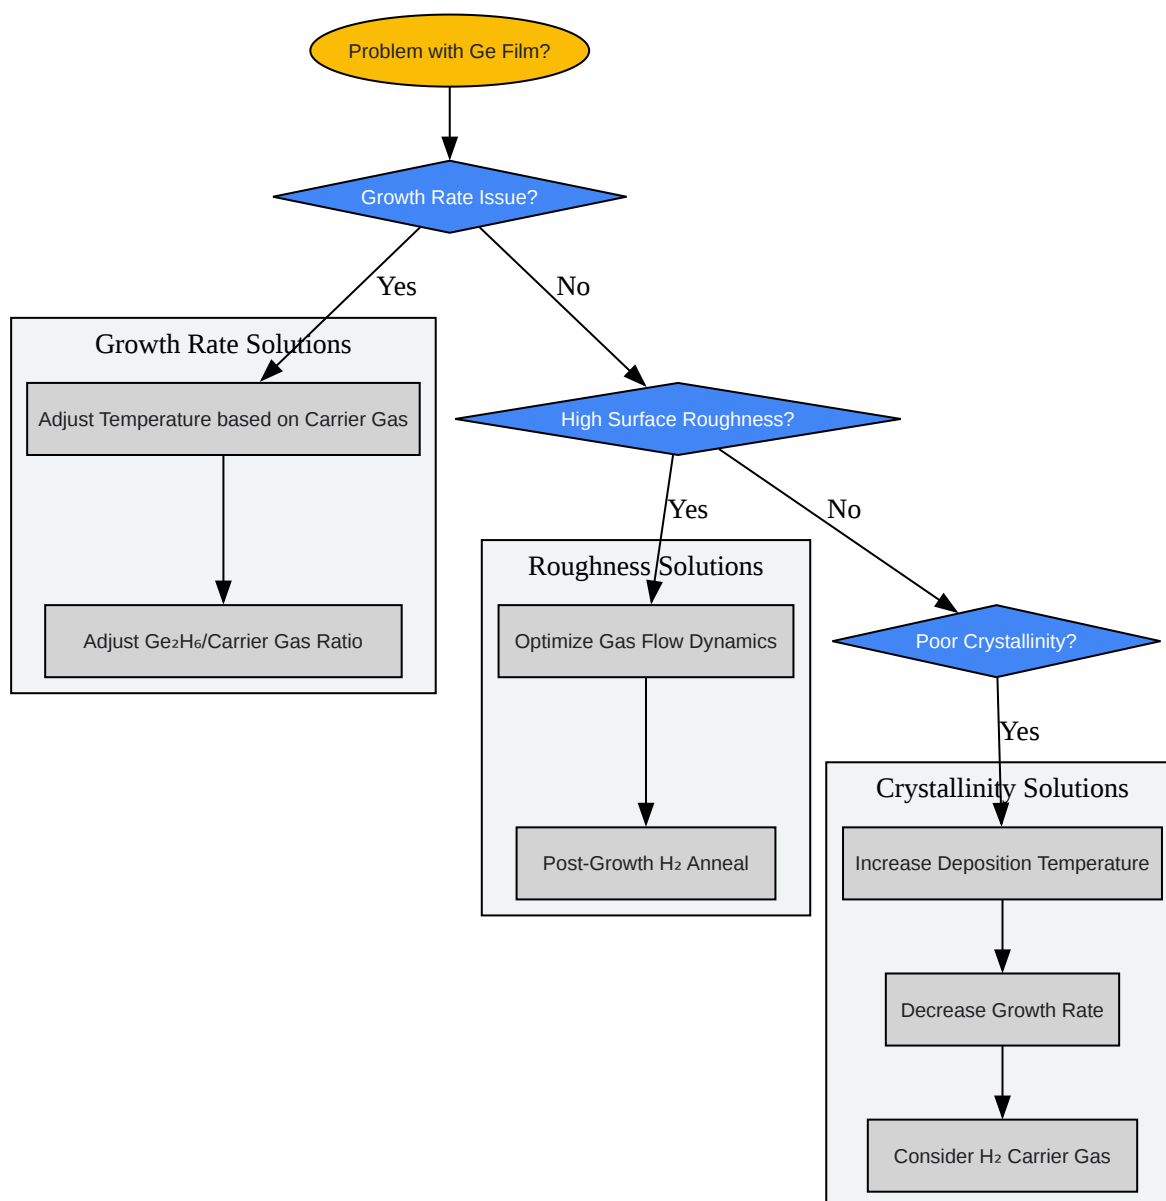 Problem with Ge Film?
Growth Rate Issue?
Yes
No
Growth Rate Solutions
Adjust Temperature based on Carrier Gas
High Surface Roughness?
Yes
No
Roughness Solutions
Adjust Ge₂H₆/Carrier Gas Ratio
Optimize Gas Flow Dynamics
Poor Crystallinity?
Yes
Crystallinity Solutions
Post-Growth H₂ Anneal
Increase Deposition Temperature
Decrease Growth Rate
Consider H₂ Carrier Gas